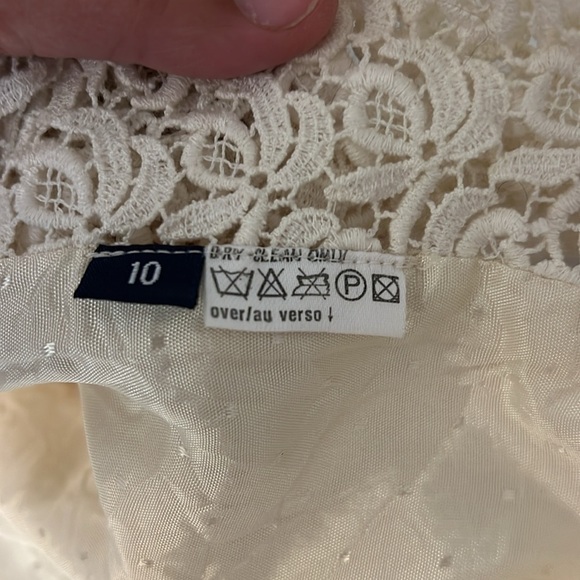 10
DRY CLEAN ONLY
P
over/au verso ↓